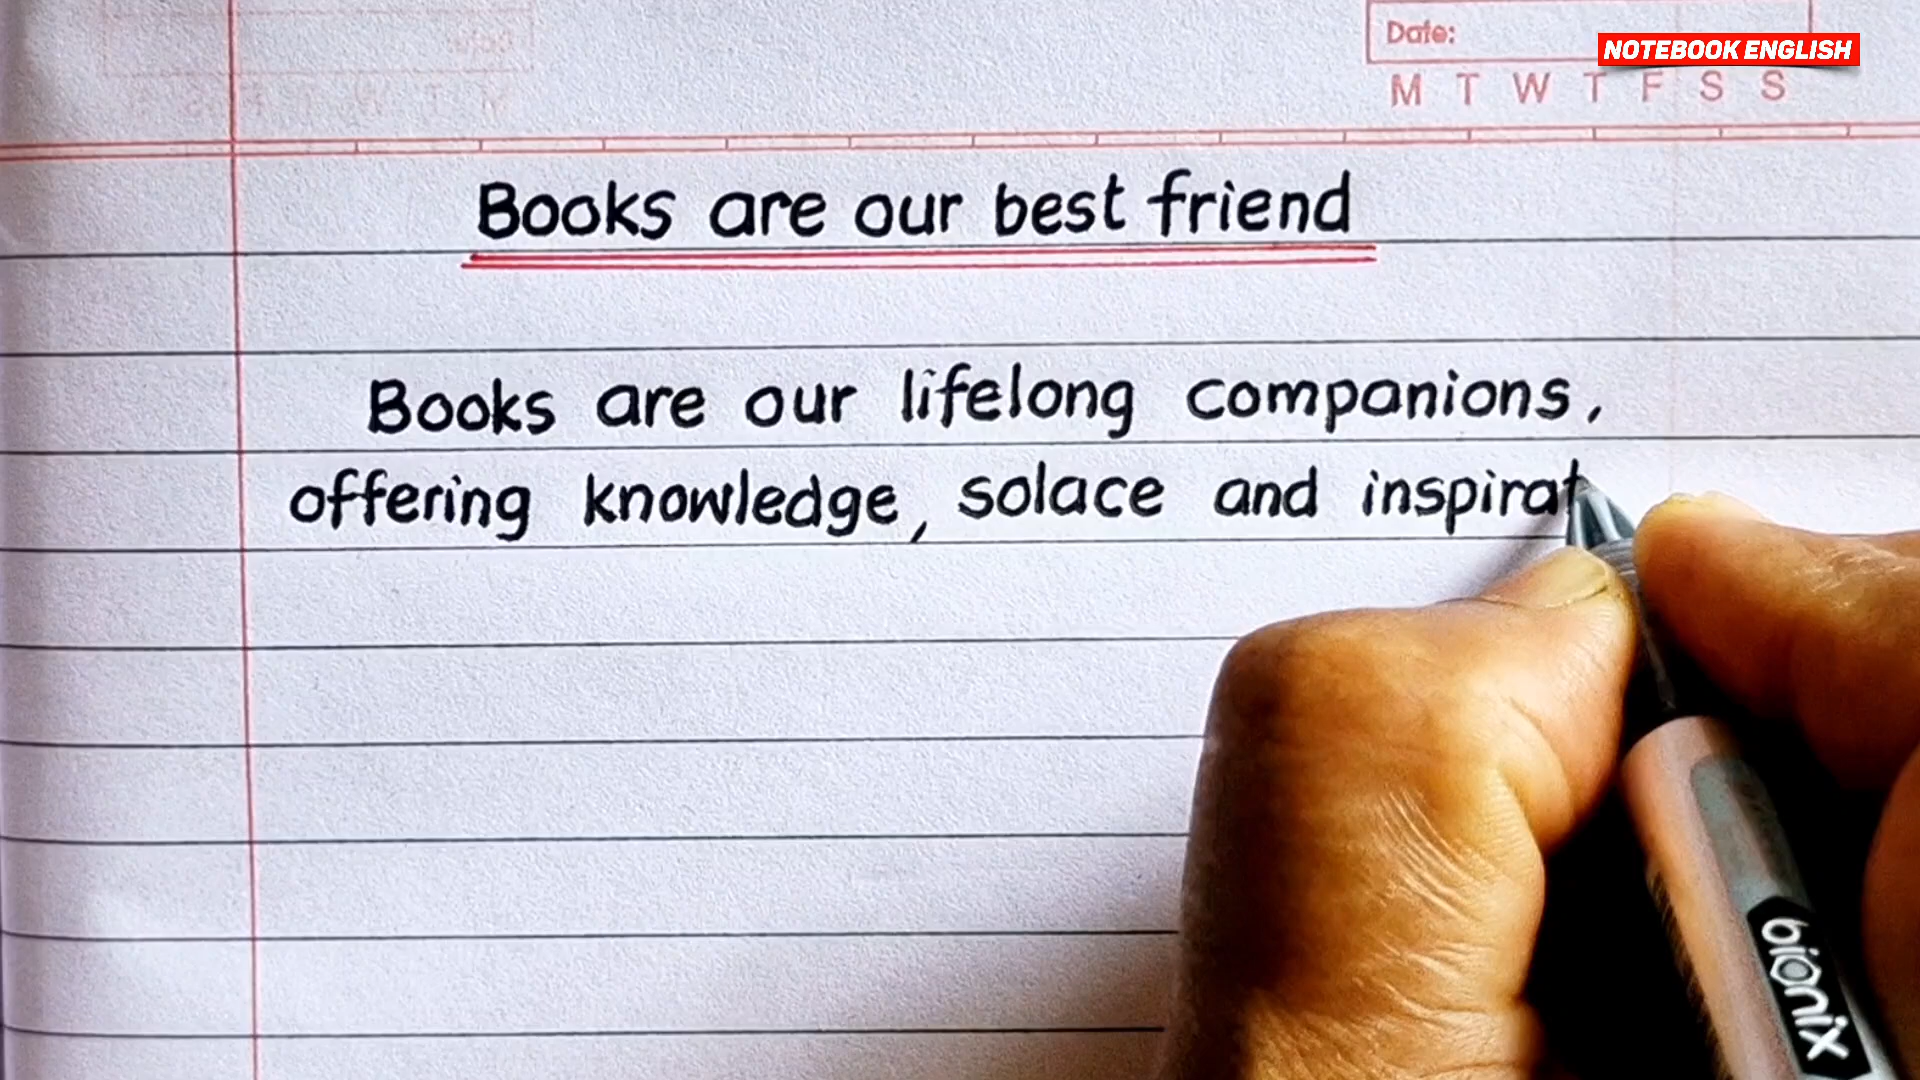 Date:
NOTEBOOK ENGLISH
M T W T F S S
Books are our best friend
Books are our lifelong companions,
offering knowledge, solace and inspirat
bionix